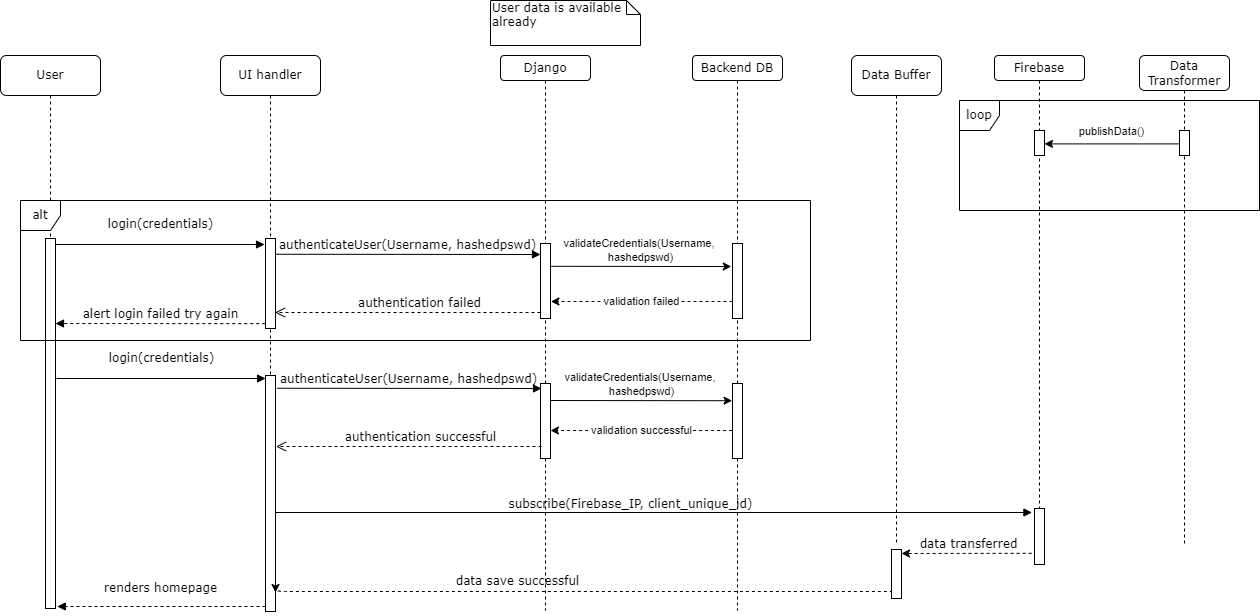 User data is available
already
User
UI handler
Django
Backend DB
Data Buffer
Firebase
Data
Transformer
loop
publishData()
alt
login(credentials)
authenticateUser(Username, hashedpswd)
validateCredentials(Username,
hashedpswd)
validation failed
authentication failed
alert login failed try again
login(credentials)
authenticateUser(Username, hashedpswd)
validateCredentials(Username,
hashedpswd)
validation successful
authentication successful
subscribe(Firebase_IP, client_unique_id)
data transferred
data save successful
renders homepage